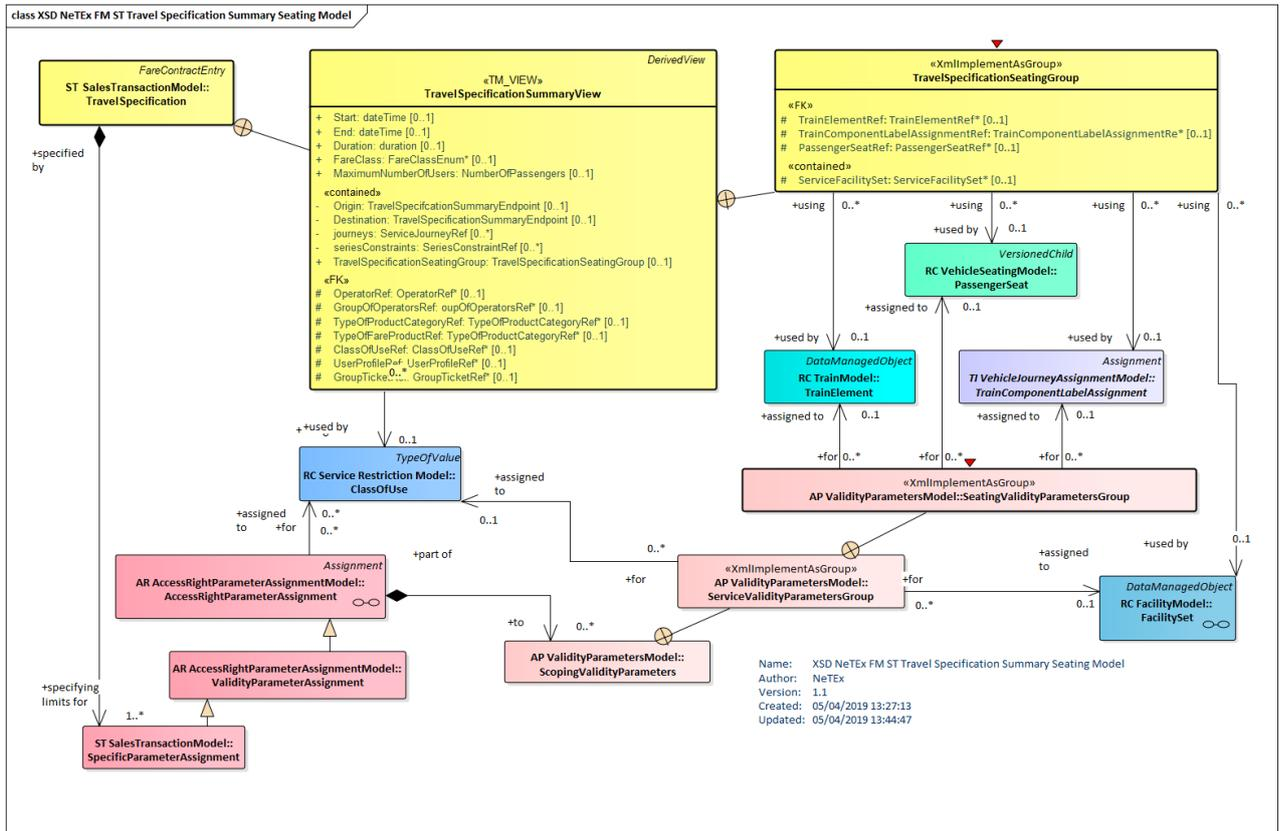 class XSD NeTEx FM ST Travel Specification Summary Seating Model
FareContractEntry
ST SalesTransactionModel::
TravelSpecification
+specified
by
DerivedView
«TM_VIEW»
TravelSpecificationSummaryView
+ Start: dateTime [0..1]
+ End: dateTime [0..1]
+ Duration: duration [0..1]
+ FareClass: FareClassEnum* [0..1]
+ MaximumNumberOfUsers: NumberOfPassengers [0..1]
«contained»
- Origin: TravelSpecifcationSummaryEndpoint [0..1]
- Destination: TravelSpecificationSummaryEndpoint [0..1]
- journeys: ServiceJourneyRef [0..*]
- seriesConstraints: SeriesConstraintRef [0..*]
+ TravelSpecificationSeatingGroup: TravelSpecificationSeatingGroup [0..1]
«FK»
# OperatorRef: OperatorRef* [0..1]
# GroupOfOperatorsRef: oupOfOperatorsRef* [0..1]
# TypeOfProductCategoryRef: TypeOfProductCategoryRef* [0..1]
# TypeOfFareProductRef: TypeOfProductCategoryRef* [0..1]
# ClassOfUseRef: ClassOfUseRef* [0..1]
# UserProfileRef: UserProfileRef* [0..1]
# GroupTicke GroupTicketRef* [0..1]
0..*
«XmlImplementAsGroup»
TravelSpecificationSeatingGroup
«FK»
# TrainElementRef: TrainElementRef* [0..1]
# TrainComponentLabelAssignmentRef: TrainComponentLabelAssignmentRe* [0..1]
# PassengerSeatRef: PassengerSeatRef* [0..1]
«contained»
# ServiceFacilitySet: ServiceFacilitySet* [0..1]
+using 0..* +using 0..* +using 0..* +using 0..*
+used by 0..1
VersionedChild
RC VehicleSeatingModel::
PassengerSeat
+assigned to 0..1
+used by 0..1
+used by 0..1
DataManagedObject
RC TrainModel::
TrainElement
Assignment
TI VehicleJourneyAssignmentModel::
TrainComponentLabelAssignment
+assigned to 0..1
+assigned to 0..1
+for 0..* +for 0..* +for 0..*
«XmlImplementAsGroup»
AP ValidityParametersModel::SeatingValidityParametersGroup
+used by
0..1
TypeOfValue
RC Service Restriction Model::
ClassOfUse
+assigned
to
0..1
+assigned
to
+for
0..*
0..*
+part of
Assignment
AR AccessRightParameterAssignmentModel::
AccessRightParameterAssignment
0..*
+for
«XmlImplementAsGroup»
AP ValidityParametersModel::
ServiceValidityParametersGroup
+for
0..*
+assigned
to
0..1
+used by
0..1
DataManagedObject
RC FacilityModel::
FacilitySet
+to
0..*
AP ValidityParametersModel::
ScopingValidityParameters
AR AccessRightParameterAssignmentModel::
ValidityParameterAssignment
+specifying
limits for
1..*
ST SalesTransactionModel::
SpecificParameterAssignment
Name: XSD NeTEx FM ST Travel Specification Summary Seating Model
Author: NeTEx
Version: 1.1
Created: 05/04/2019 13:27:13
Updated: 05/04/2019 13:44:47